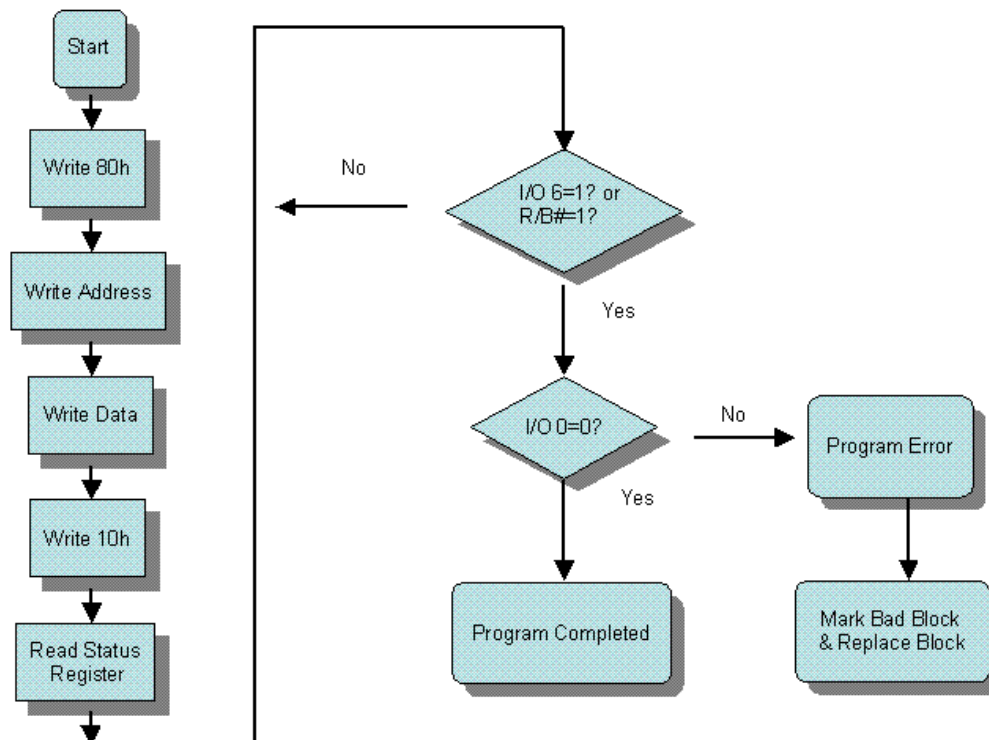 Start
Write 80h
Write Address
Write Data
Write 10h
Read Status
Register
No
I/O 6=1? or
R/B#=1?
Yes
I/O 0=0?
No
Program Error
Yes
Program Completed
Mark Bad Block
& Replace Block